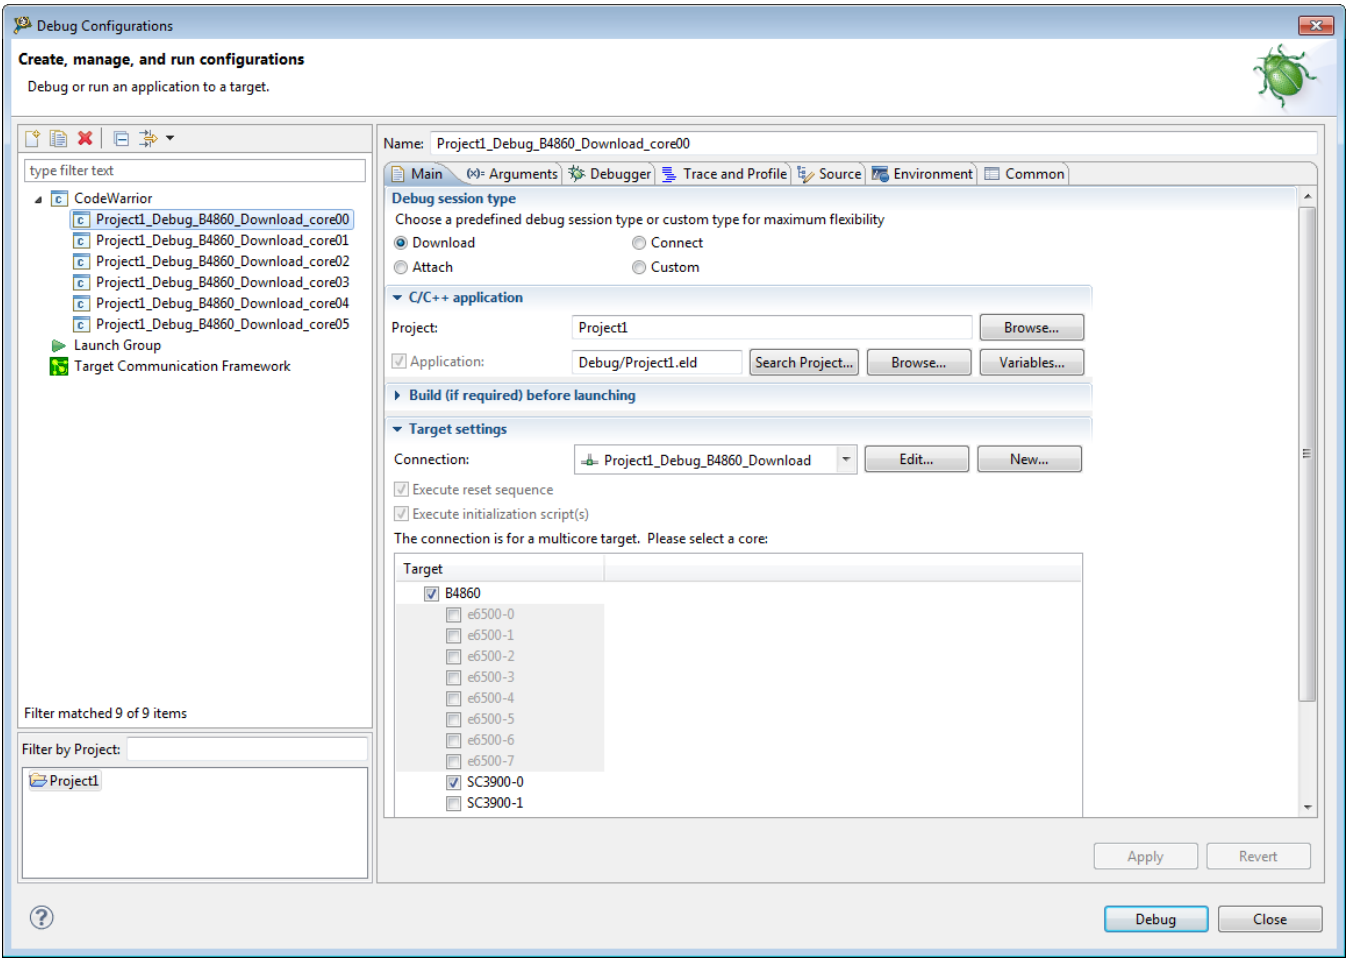 Debug Configurations
Create, manage, and run configurations
Debug or run an application to a target.
type filter text
CodeWarrior
Project1_Debug_B4860_Download_core00
Project1_Debug_B4860_Download_core01
Project1_Debug_B4860_Download_core02
Project1_Debug_B4860_Download_core03
Project1_Debug_B4860_Download_core04
Project1_Debug_B4860_Download_core05
Launch Group
Target Communication Framework
Filter matched 9 of 9 items
Filter by Project:
Project1
Name: Project1_Debug_B4860_Download_core00
Main (x)= Arguments Debugger Trace and Profile Source Environment Common
Debug session type
Choose a predefined debug session type or custom type for maximum flexibility
Download Connect
Attach Custom
C/C++ application
Project: Project1 Browse...
Application: Debug/Project1.eld Search Project... Browse... Variables...
Build (if required) before launching
Target settings
Connection: Project1_Debug_B4860_Download Edit... New...
Execute reset sequence
Execute initialization script(s)
The connection is for a multicore target. Please select a core:
Target
B4860
e6500-0
e6500-1
e6500-2
e6500-3
e6500-4
e6500-5
e6500-6
e6500-7
SC3900-0
SC3900-1
Apply Revert
Debug Close